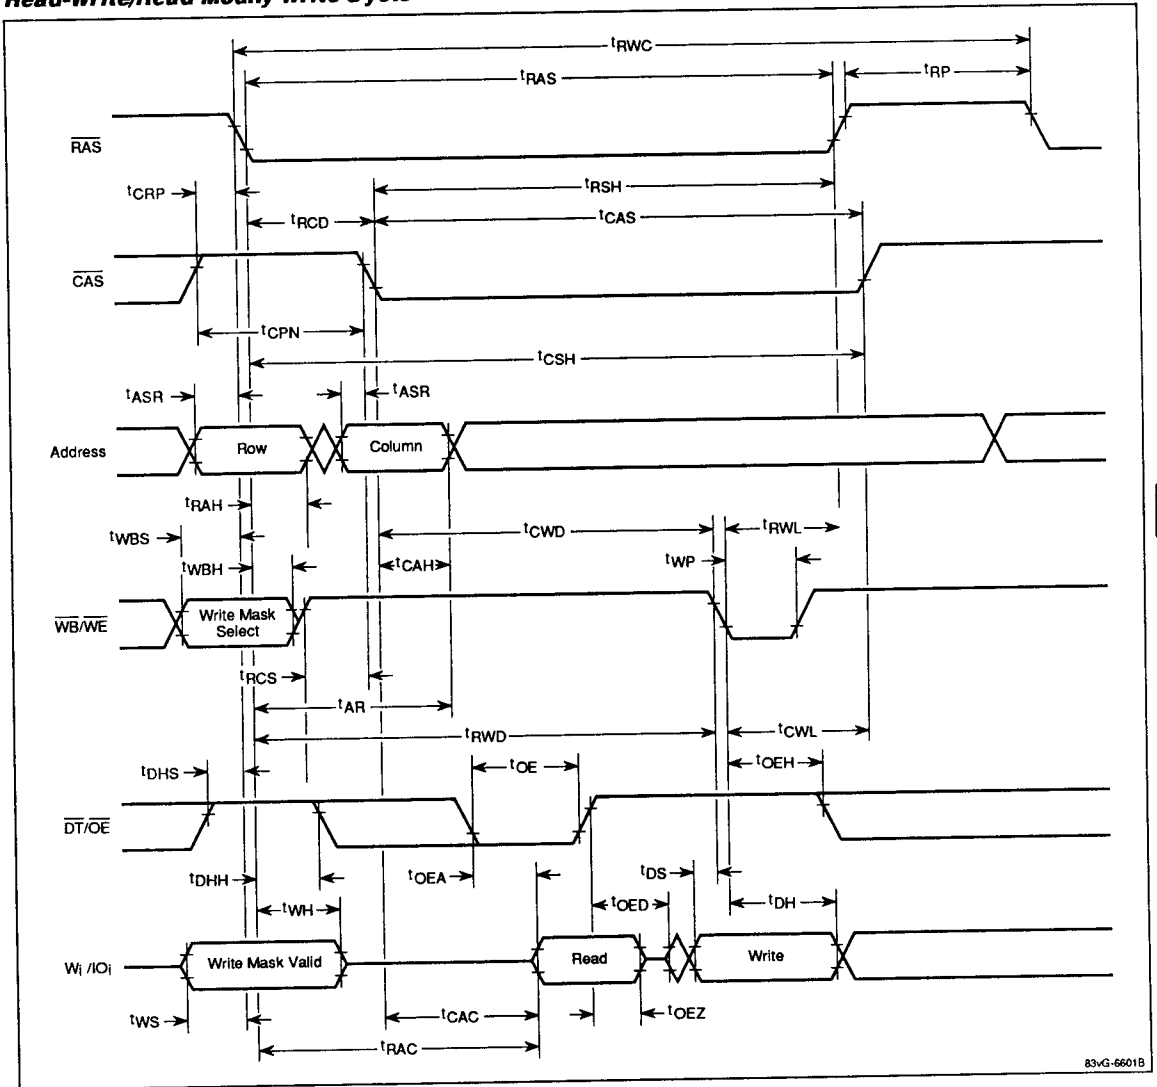 Read-Write/Read-Modify-Write Cycle
tRWC
tRAS
tRP
RAS
tCRP
tRSH
tRCD
tCAS
CAS
tCPN
tCSH
tASR
tASR
Address
Row
Column
tRAH
tCWD
tRWL
tWBS
tWP
tWBH
tCAH
WB/WE
Write Mask
Select
tRCS
tAR
tRWD
tCWL
tDHS
tOE
tOEH
DT/OE
tDHH
tOEA
tDS
tWH
tOED
tDH
Wi /IOi
Write Mask Valid
Read
Write
tWS
tCAC
tOEZ
tRAC
83vG-6601B